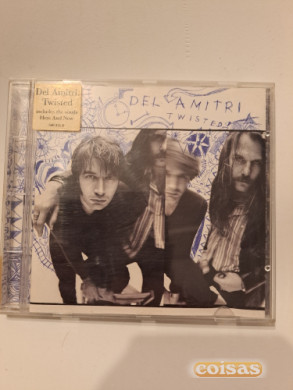 Del Amitri
Twisted
includes the single
Here And Now
DEL AMITRI
TWISTED
coisas